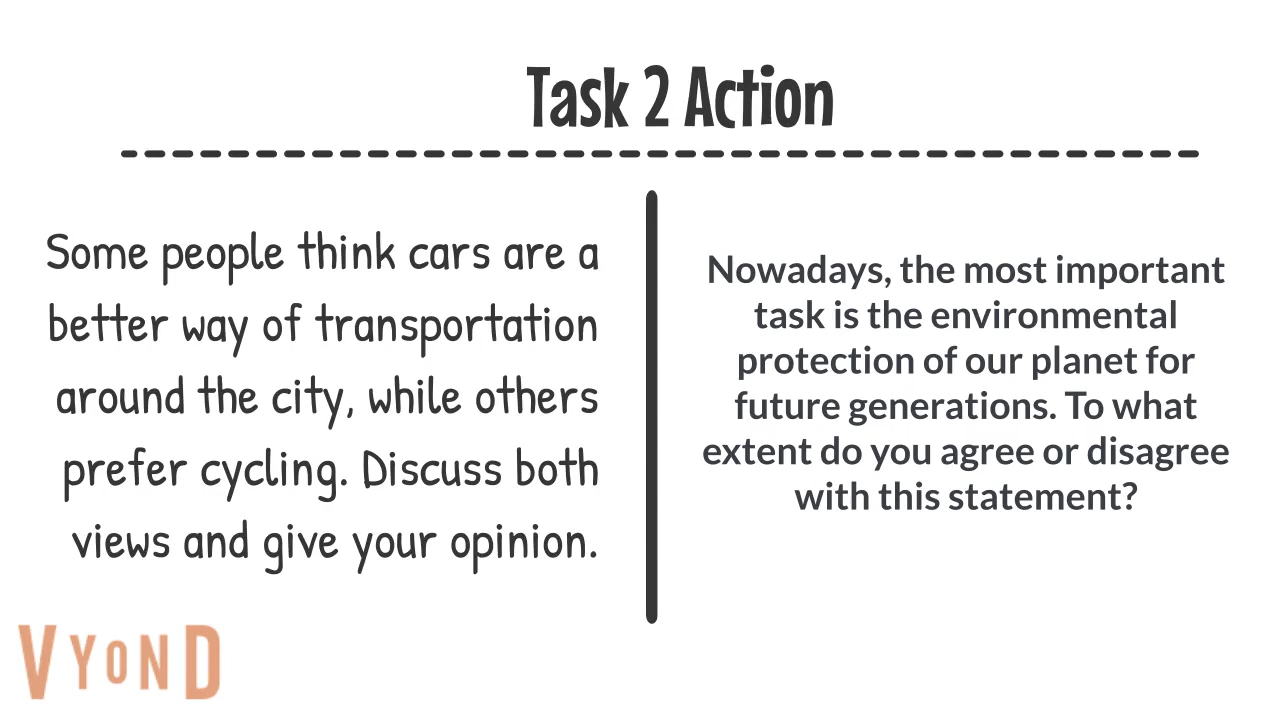 Task 2 Action
Some people think cars are a
better way of transportation
around the city, while others
prefer cycling. Discuss both
views and give your opinion.
Nowadays, the most important
task is the environmental
protection of our planet for
future generations. To what
extent do you agree or disagree
with this statement?
VYOND